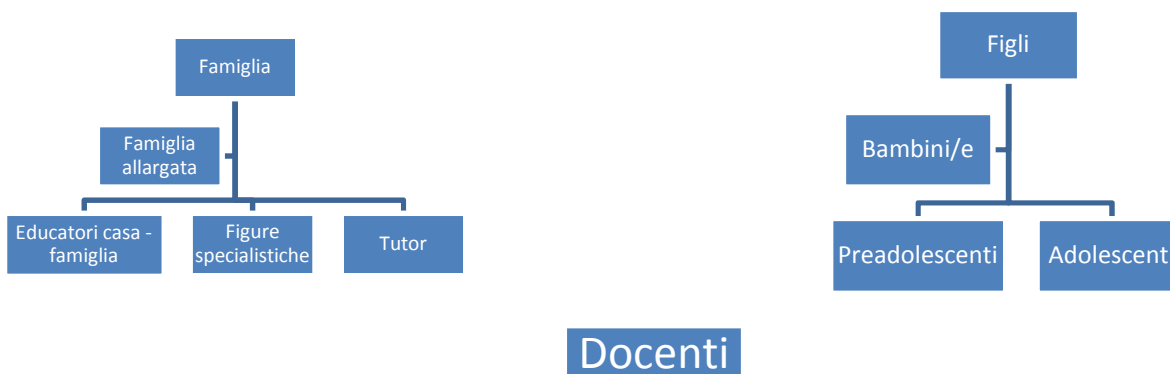 Famiglia
Famiglia
allargata
Educatori casa -
famiglia
Figure
specialistiche
Tutor
Figli
Bambini/e
Preadolescenti
Adolescent
Docenti